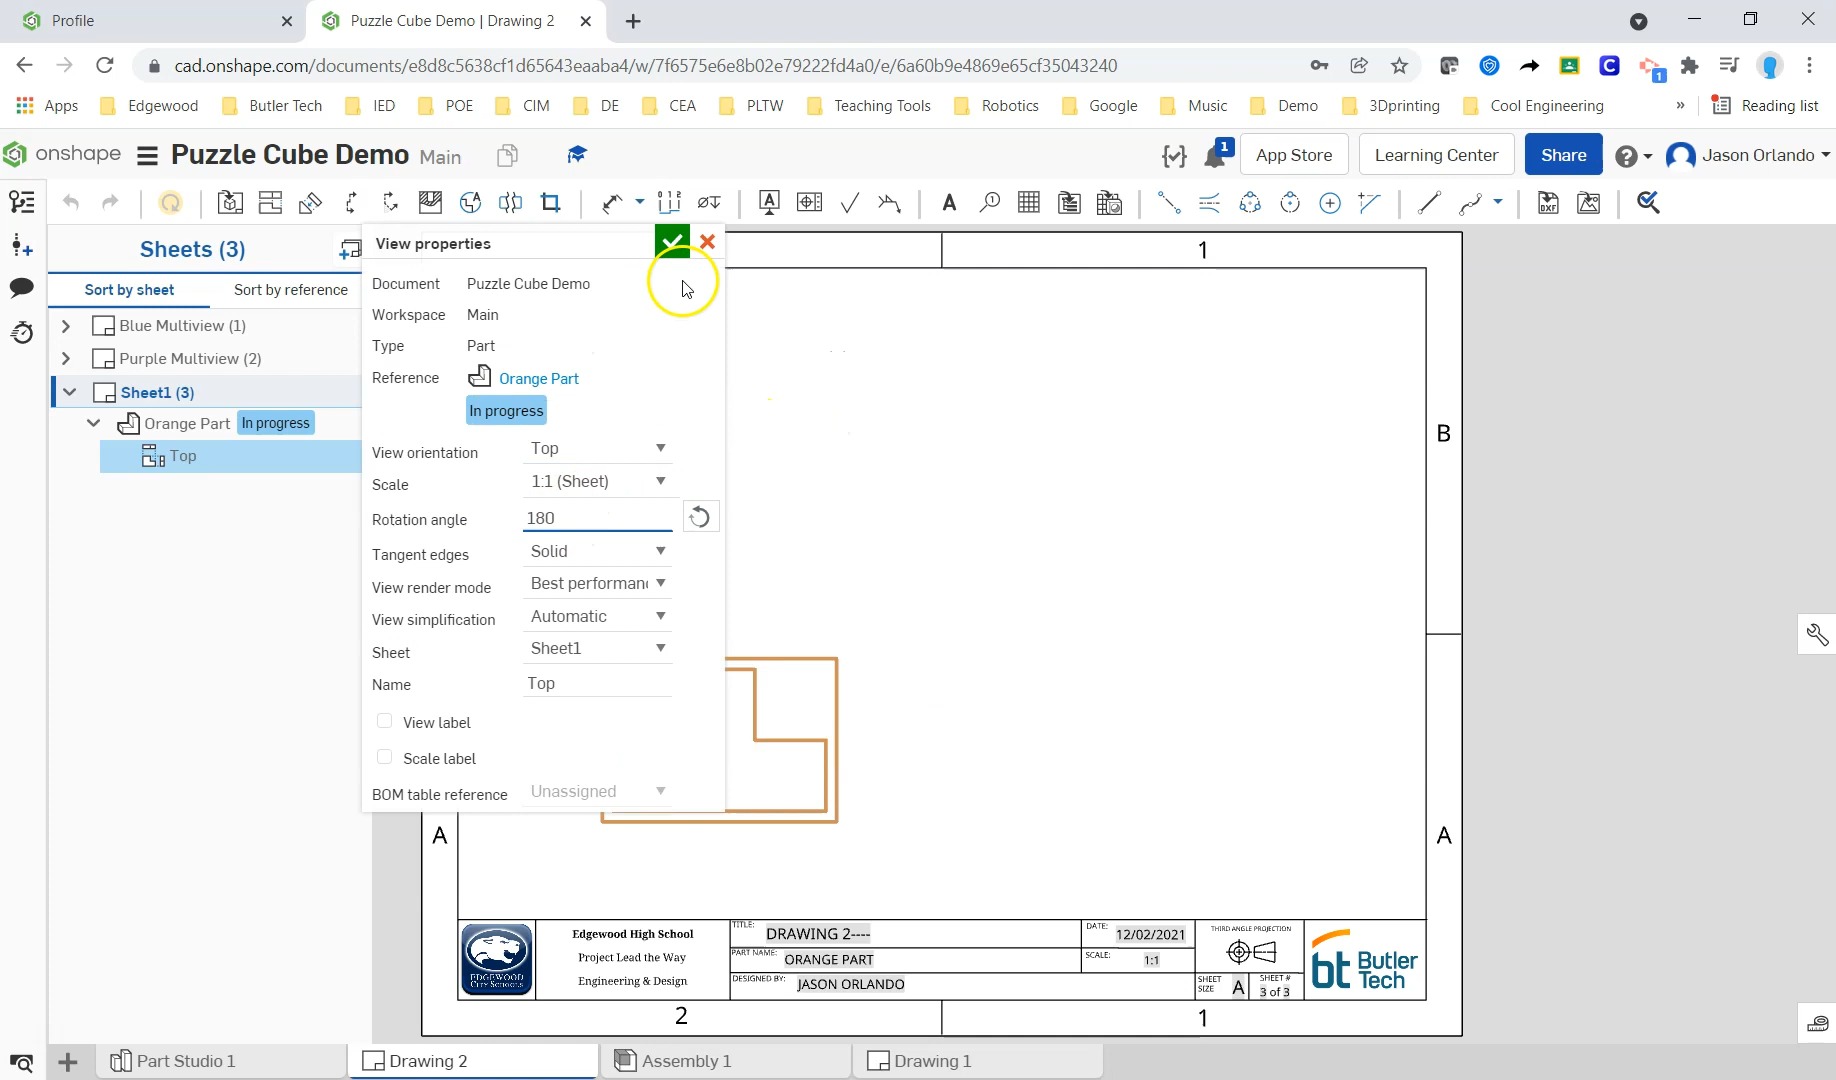 Profile
Puzzle Cube Demo | Drawing 2
cad.onshape.com/documents/e8d8c5638cf1d65643eaaba4/w/7f6575e6e8b02e79222fd4a0/e/6a60b9e4869e65cf35043240
1
Apps
Edgewood
Butler Tech
IED
POE
CIM
DE
CEA
PLTW
Teaching Tools
Robotics
Google
Music
Demo
3Dprinting
Cool Engineering
»
Reading list
onshape
Puzzle Cube Demo Main
1
App Store
Learning Center
Share
Jason Orlando
Sheets (3)
Sort by sheet
Sort by reference
Blue Multiview (1)
Purple Multiview (2)
Sheet1 (3)
Orange Part In progress
Top
View properties
Document Puzzle Cube Demo
Workspace Main
Type Part
Reference Orange Part
In progress
View orientation Top
Scale 1:1 (Sheet)
Rotation angle 180
Tangent edges Solid
View render mode Best performan
View simplification Automatic
Sheet Sheet1
Name Top
View label
Scale label
BOM table reference Unassigned
1
B
A
A
TITLE: DRAWING 2----
PART NAME: ORANGE PART
DESIGNED BY: JASON ORLANDO
Edgewood High School
Project Lead the Way
Engineering & Design
EDGEWOOD
CITY SCHOOLS
DATE: 12/02/2021
SCALE: 1:1
THIRD ANGLE PROJECTION
SHEET SIZE A
SHEET # 3 of 3
bt Butler Tech
2
1
Part Studio 1
Drawing 2
Assembly 1
Drawing 1